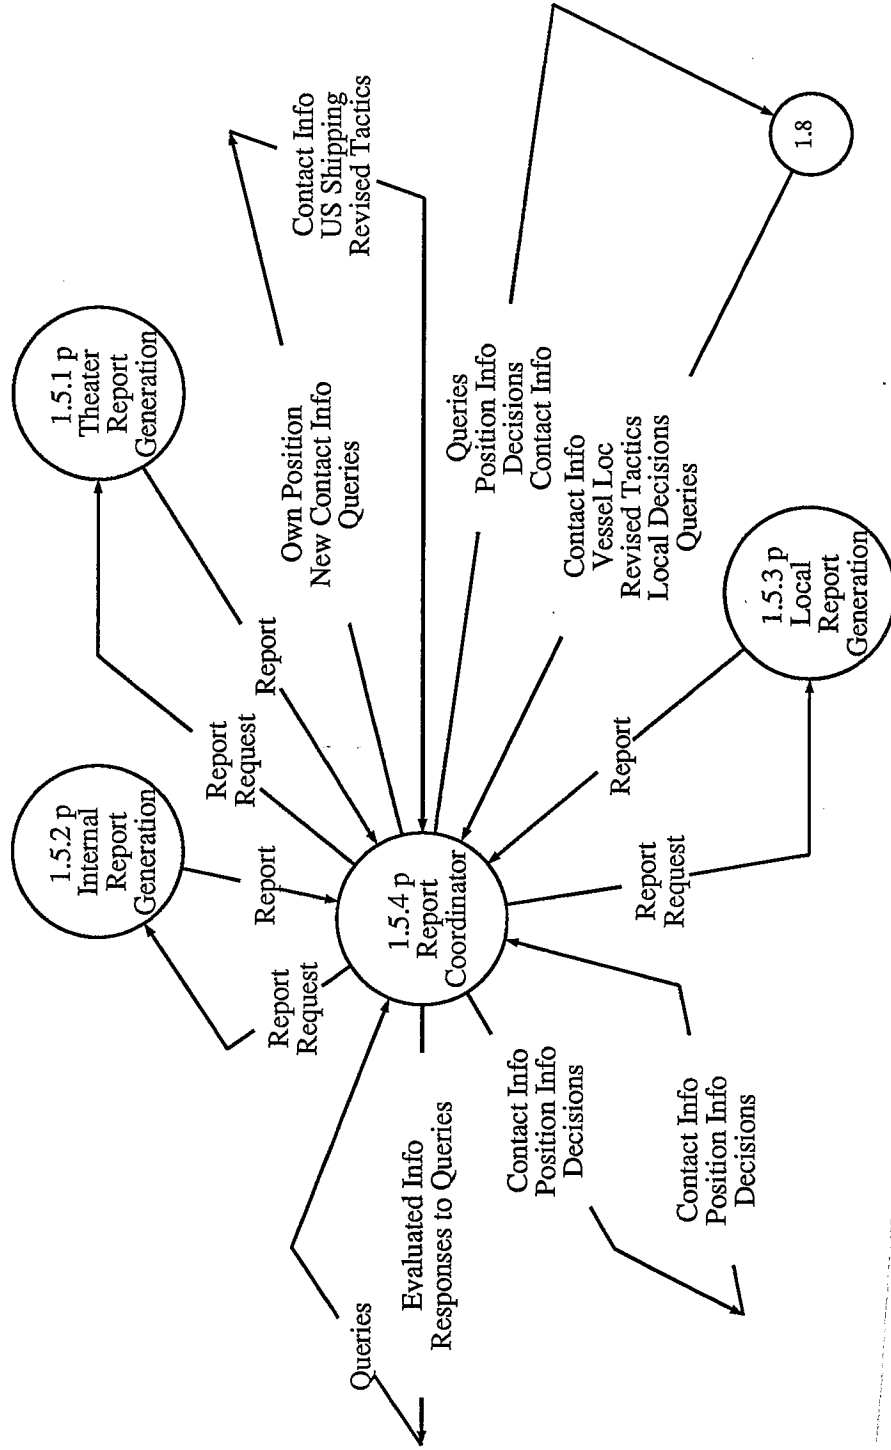 1.5.2 p
Internal
Report
Generation
1.5.1 p
Theater
Report
Generation
Report
Request
Report
Report
Request
Report
Own Position
New Contact Info
Queries
Contact Info
US Shipping
Revised Tactics
Queries
Evaluated Info
Responses to Queries
1.5.4 p
Report
Coordinator
Queries
Position Info
Decisions
Contact Info
Contact Info
Position Info
Decisions
Contact Info
Vessel Loc
Revised Tactics
Local Decisions
Queries
Contact Info
Position Info
Decisions
Report
Request
Report
1.5.3 p
Local
Report
Generation
1.8